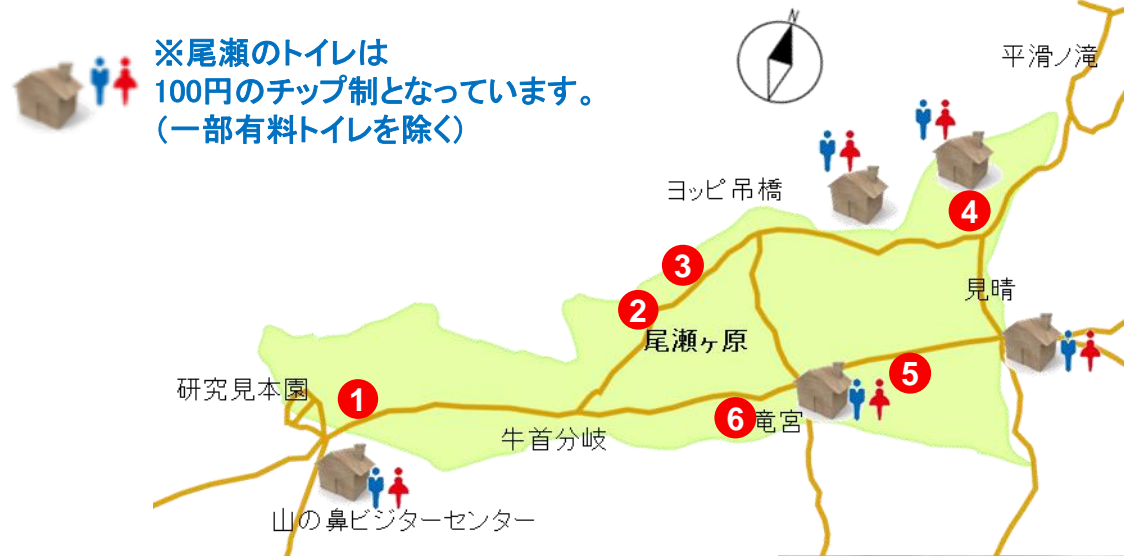 ※尾瀬のトイレは
100円のチップ制となっています。
（一部有料トイレを除く）
N
平滑ノ滝
ヨッピ吊橋
4
3
見晴
2
尾瀬ヶ原
5
研究見本園
1
6
竜宮
牛首分岐
山の鼻ビジターセンター